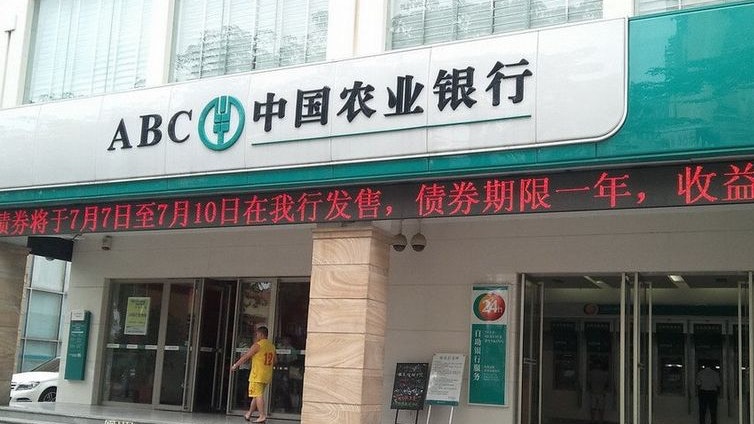 ABC 中国农业银行
债券将于7月7日至7月10日在我行发售，债券期限一年，收益
24h
自助银行服务
13